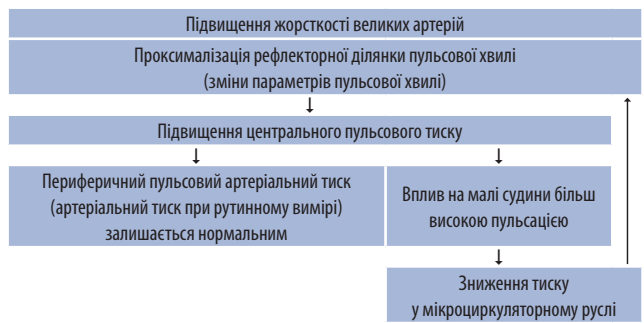 Підвищення жорсткості великих артерій
Проксималізація рефлекторної ділянки пульсової хвилі
(зміни параметрів пульсової хвилі)
Підвищення центрального пульсового тиску
Периферичний пульсовий артеріальний тиск
(артеріальний тиск при рутинному вимірі)
залишається нормальним
Вплив на малі судини більш
високою пульсацією
Зниження тиску
у мікроциркуляторному руслі